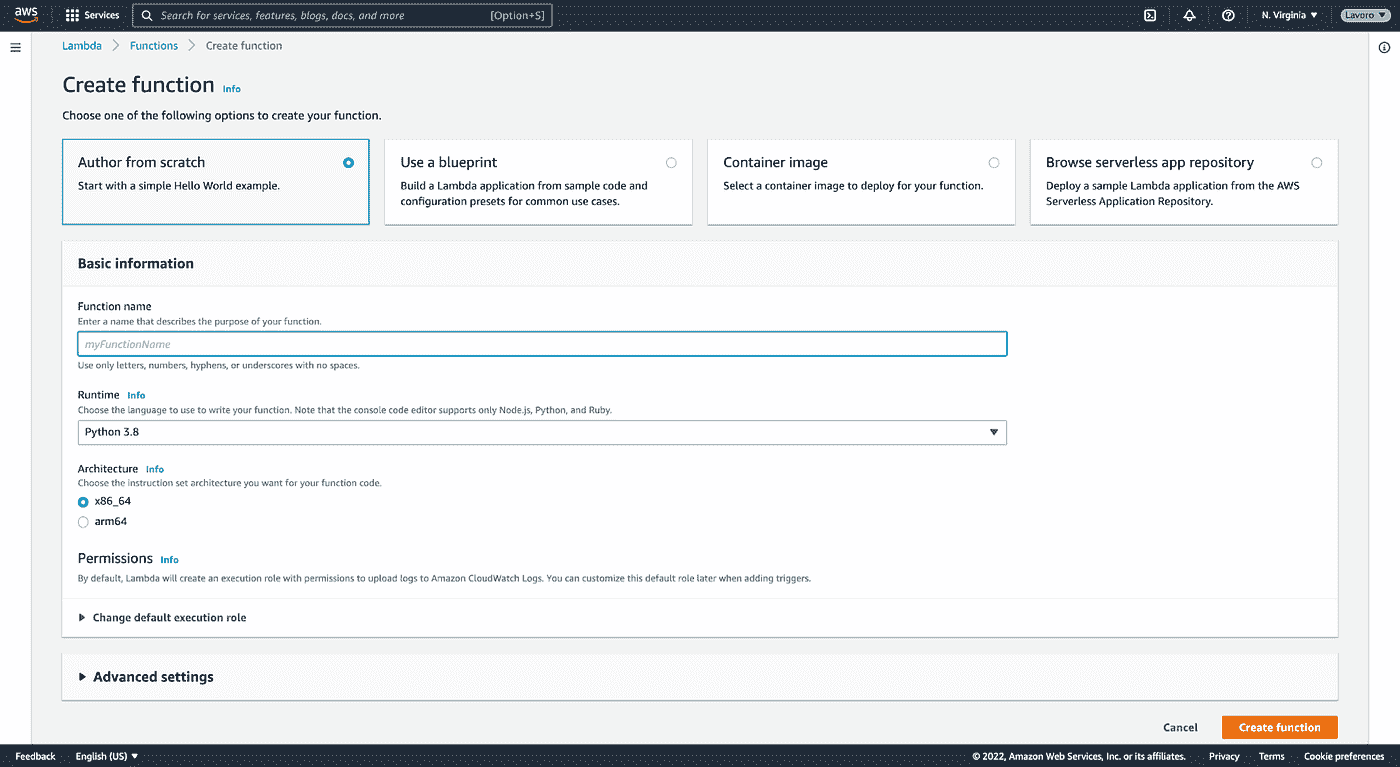 aws
Services
Search for services, features, blogs, docs, and more
[Option+S]
N. Virginia
Lavoro
Lambda
Functions
Create function
Create function Info
Choose one of the following options to create your function.
Author from scratch
Start with a simple Hello World example.
Use a blueprint
Build a Lambda application from sample code and
configuration presets for common use cases.
Container image
Select a container image to deploy for your function.
Browse serverless app repository
Deploy a sample Lambda application from the AWS
Serverless Application Repository.
Basic information
Function name
Enter a name that describes the purpose of your function.
myFunctionName
Use only letters, numbers, hyphens, or underscores with no spaces.
Runtime Info
Choose the language to use to write your function. Note that the console code editor supports only Node.js, Python, and Ruby.
Python 3.8
Architecture Info
Choose the instruction set architecture you want for your function code.
x86_64
arm64
Permissions Info
By default, Lambda will create an execution role with permissions to upload logs to Amazon CloudWatch Logs. You can customize this default role later when adding triggers.
Change default execution role
Advanced settings
Cancel
Create function
Feedback
English (US)
© 2022, Amazon Web Services, Inc. or its affiliates.
Privacy
Terms
Cookie preferences